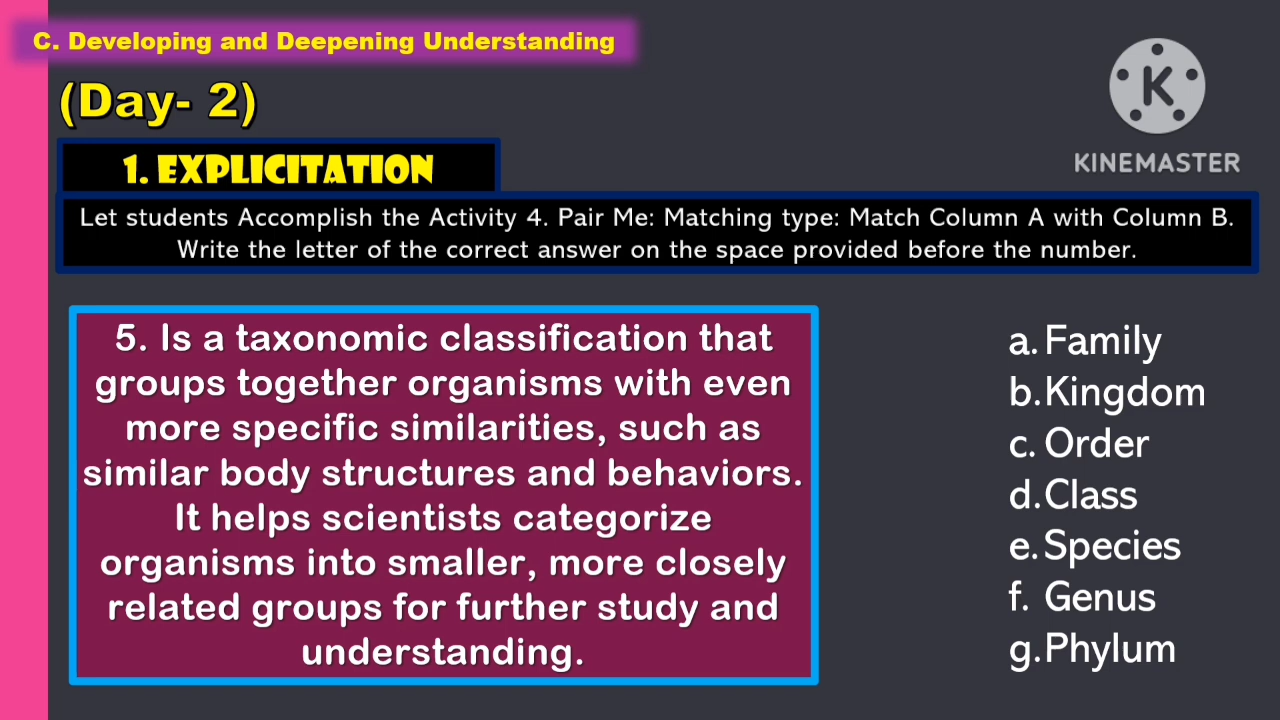 C. Developing and Deepening Understanding
(Day- 2)
K
KINEMASTER
1. EXPLICITATION
Let students Accomplish the Activity 4. Pair Me: Matching type: Match Column A with Column B.
Write the letter of the correct answer on the space provided before the number.
5. Is a taxonomic classification that
groups together organisms with even
more specific similarities, such as
similar body structures and behaviors.
It helps scientists categorize
organisms into smaller, more closely
related groups for further study and
understanding.
a. Family
b. Kingdom
c. Order
d. Class
e. Species
f. Genus
g. Phylum